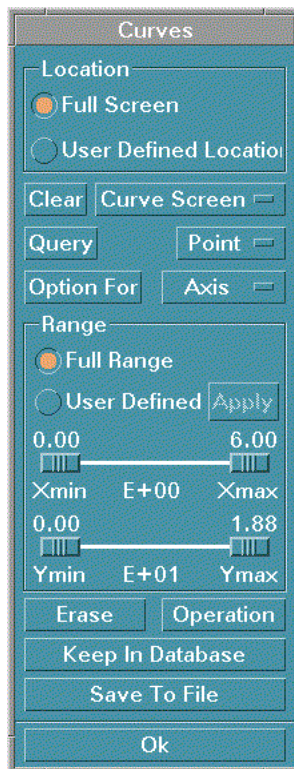 Curves
Location
Full Screen
User Defined Location
Clear Curve Screen
Query Point
Option For Axis
Range
Full Range
User Defined Apply
0.00 6.00
Xmin E+00 Xmax
0.00 1.88
Ymin E+01 Ymax
Erase Operation
Keep In Database
Save To File
Ok